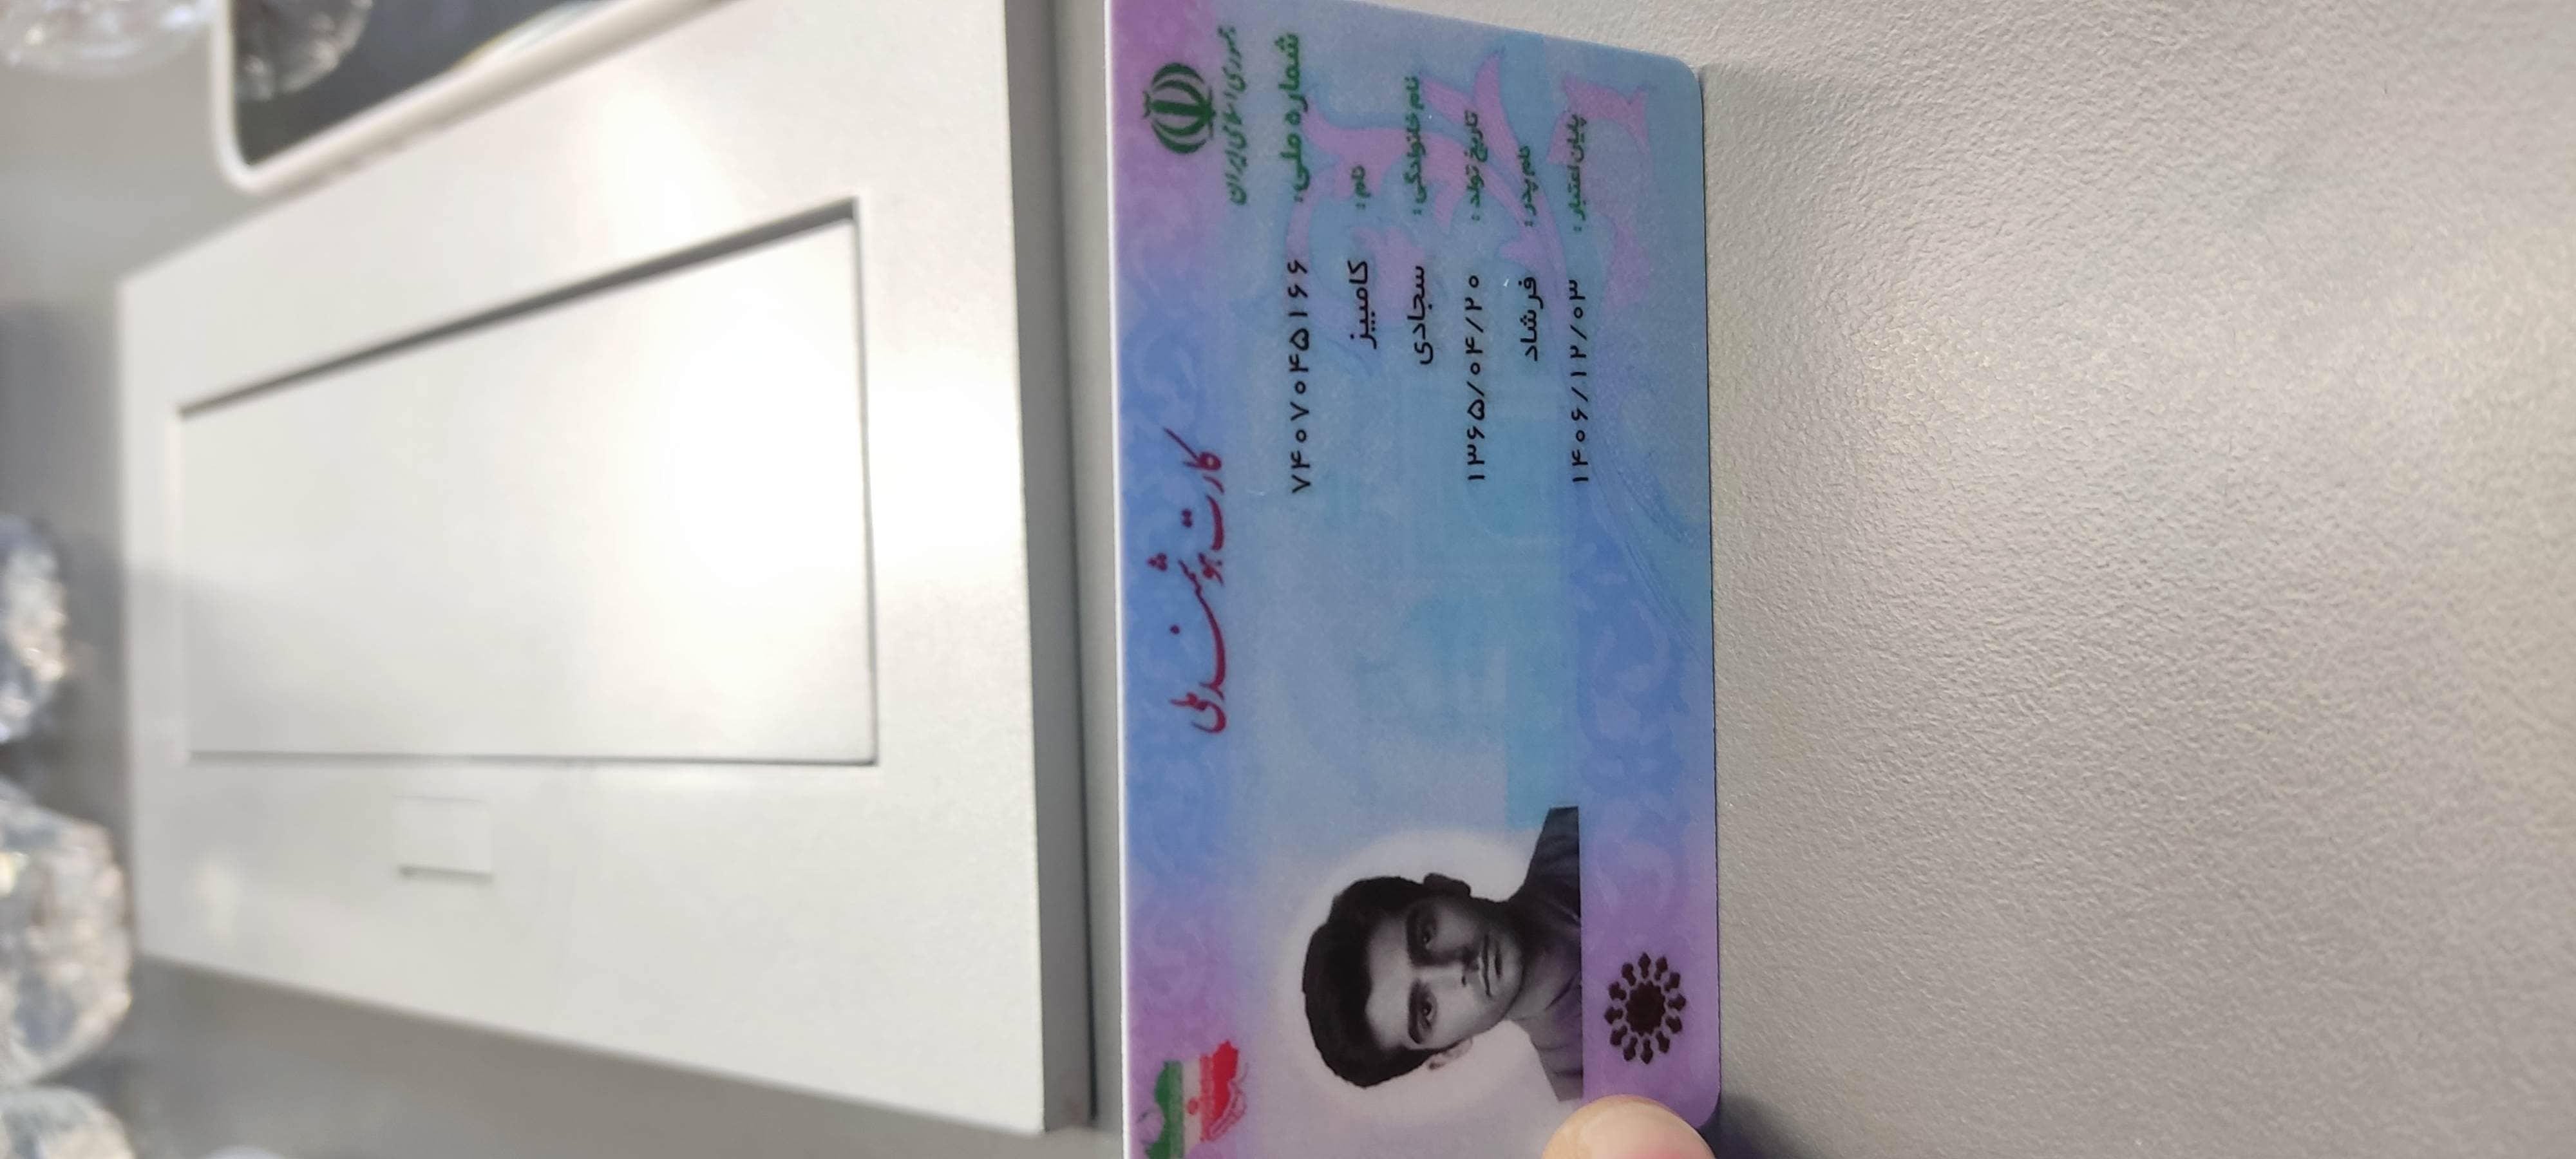 جمهوری اسلامی ایران
کارت هوشمند ملی
شماره ملی: ۷۴۰۷۰۴۵۱۶۶
نام: کامبیز
نام خانوادگی: سجادی
تاریخ تولد: ۱۳۶۵/۰۴/۲۰
نام پدر: فرشاد
پایان اعتبار: ۱۴۰۶/۱۲/۰۳